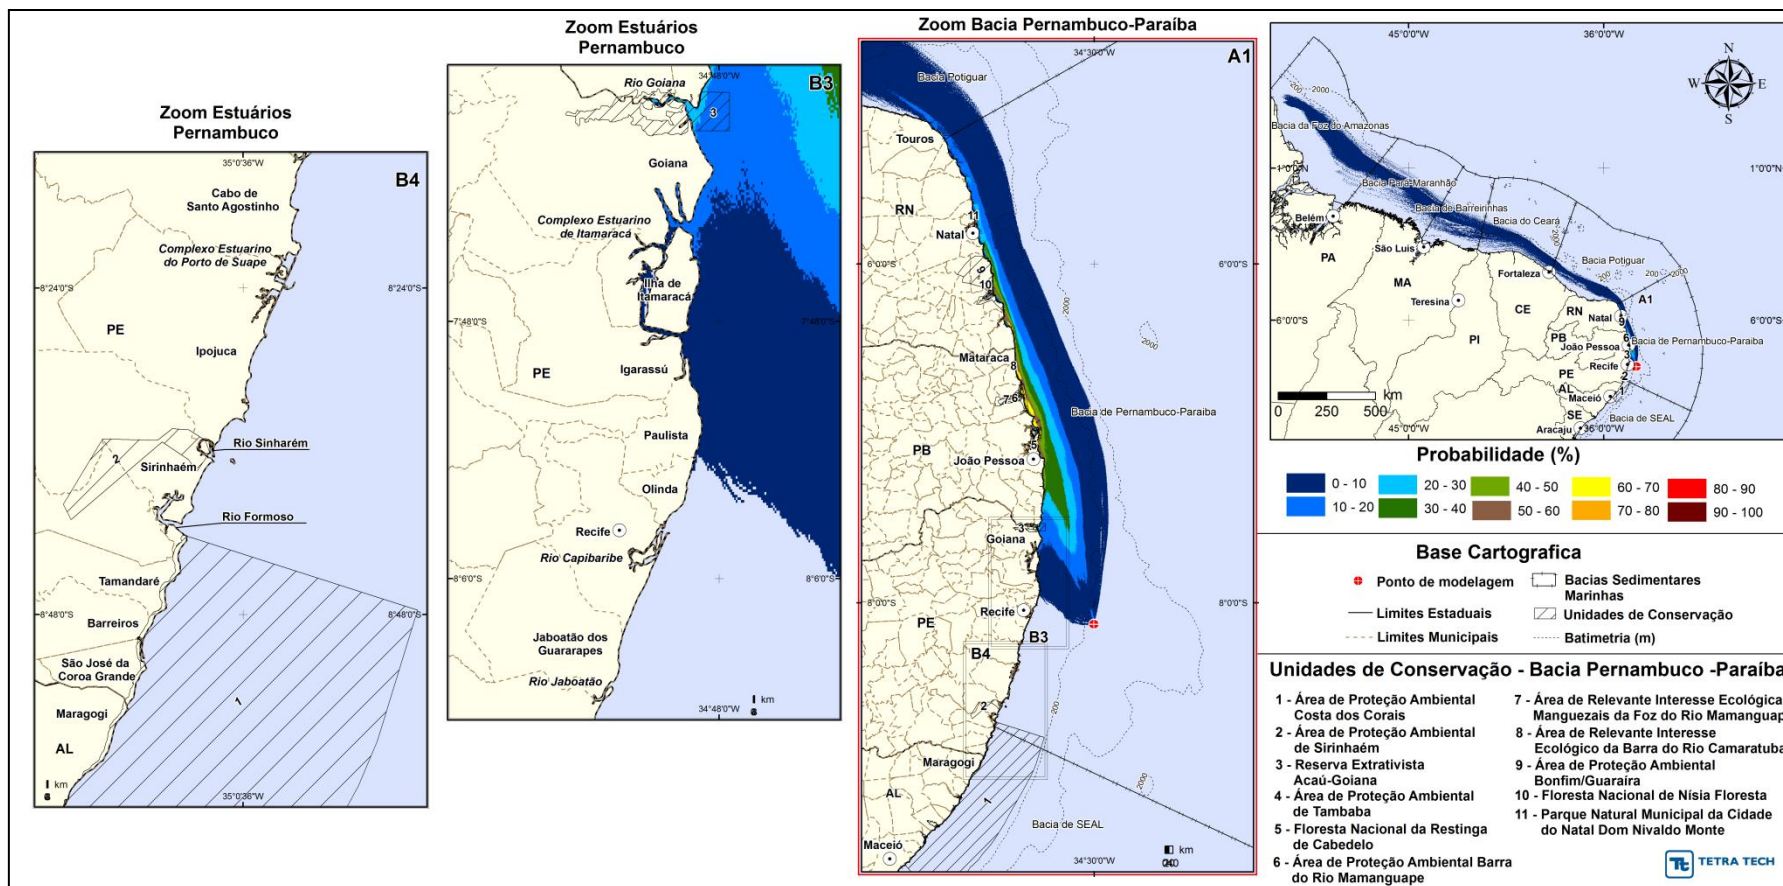 Zoom Estuários
Pernambuco
B4
35°0'36"W
Cabo de
Santo Agostinho
Complexo Estuarino
do Porto de Suape
8°24'0"S
8°24'0"S
PE
Ipojuca
Rio Sinharém
2
Sirinhaém
Rio Formoso
Tamandaré
8°48'0"S
8°48'0"S
Barreiros
São José da
Coroa Grande
1
Maragogi
AL
km
35°0'36"W
Zoom Estuários
Pernambuco
34°48'0"W
B3
Rio Goiana
3
Goiana
Complexo Estuarino
de Itamaracá
Ilha de
Itamaracá
7°48'0"S
7°48'0"S
PE
Igarassú
Paulista
Olinda
Recife
Rio Capibaribe
8°6'0"S
8°6'0"S
Jaboatão dos
Guararapes
Rio Jaboatão
km
34°48'0"W
Zoom Bacia Pernambuco-Paraíba
34°30'0"W
A1
Bacia Potiguar
Touros
RN
11
Natal
6°0'0"S
6°0'0"S
9
10
2000
2000
Mataraca
8
7
6
Bacia de Pernambuco-Paraíba
PB
5
João Pessoa
3
Goiana
8°0'0"S
8°0'0"S
Recife
PE
B3
B4
2
200
Maragogi
2000
1
AL
Bacia de SEAL
Maceió
km
34°30'0"W
45°0'0"W
36°0'0"W
N
W
E
S
200
2000
Bacia da Foz do Amazonas
1°0'0"N
1°0'0"N
Bacia Pará-Maranhão
Bacia de Barreirinhas
Belém
Bacia do Ceará
2000
São Luis
Bacia Potiguar
Fortaleza
200
2000
PA
MA
Teresina
A1
CE
RN
Natal
9
6°0'0"S
6°0'0"S
PI
PB
6
João Pessoa
Bacia de Pernambuco-Paraiba
3
Recife
PE
2
AL
1
Maceió
km
0
250
500
SE
Bacia de SEAL
Aracaju
45°0'0"W
36°0'0"W
Probabilidade (%)
0 - 10
20 - 30
40 - 50
60 - 70
80 - 90
10 - 20
30 - 40
50 - 60
70 - 80
90 - 100
Base Cartografica
Ponto de modelagem
Bacias Sedimentares
Marinhas
Limites Estaduais
Unidades de Conservação
Limites Municipais
Batimetria (m)
Unidades de Conservação - Bacia Pernambuco -Paraíba
1 - Área de Proteção Ambiental
Costa dos Corais
2 - Área de Proteção Ambiental
de Sirinhaém
3 - Reserva Extrativista
Acaú-Goiana
4 - Área de Proteção Ambiental
de Tambaba
5 - Floresta Nacional da Restinga
de Cabedelo
6 - Área de Proteção Ambiental Barra
do Rio Mamanguape
7 - Área de Relevante Interesse Ecológica
Manguezais da Foz do Rio Mamanguap
8 - Área de Relevante Interesse
Ecológico da Barra do Rio Camaratuba
9 - Área de Proteção Ambiental
Bonfim/Guaraíra
10 - Floresta Nacional de Nísia Floresta
11 - Parque Natural Municipal da Cidade
do Natal Dom Nivaldo Monte
Tt TETRA TECH